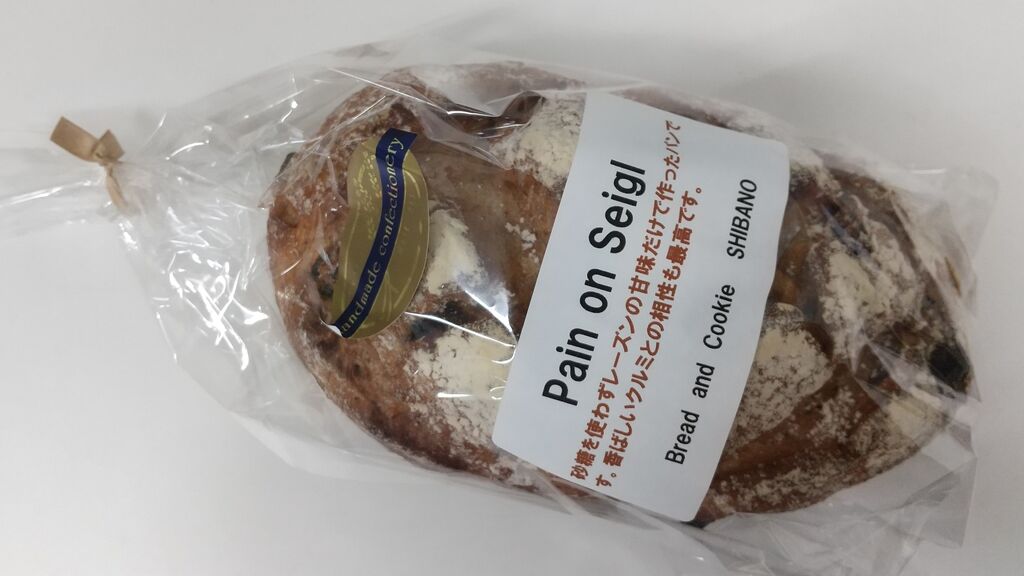 Pain on Seigl
砂糖を使わずレーズンの甘味だけで作ったパンで
す。香ばしいクルミとの相性も最高です。
Bread and Cookie SHIBANO
andmade confectionery